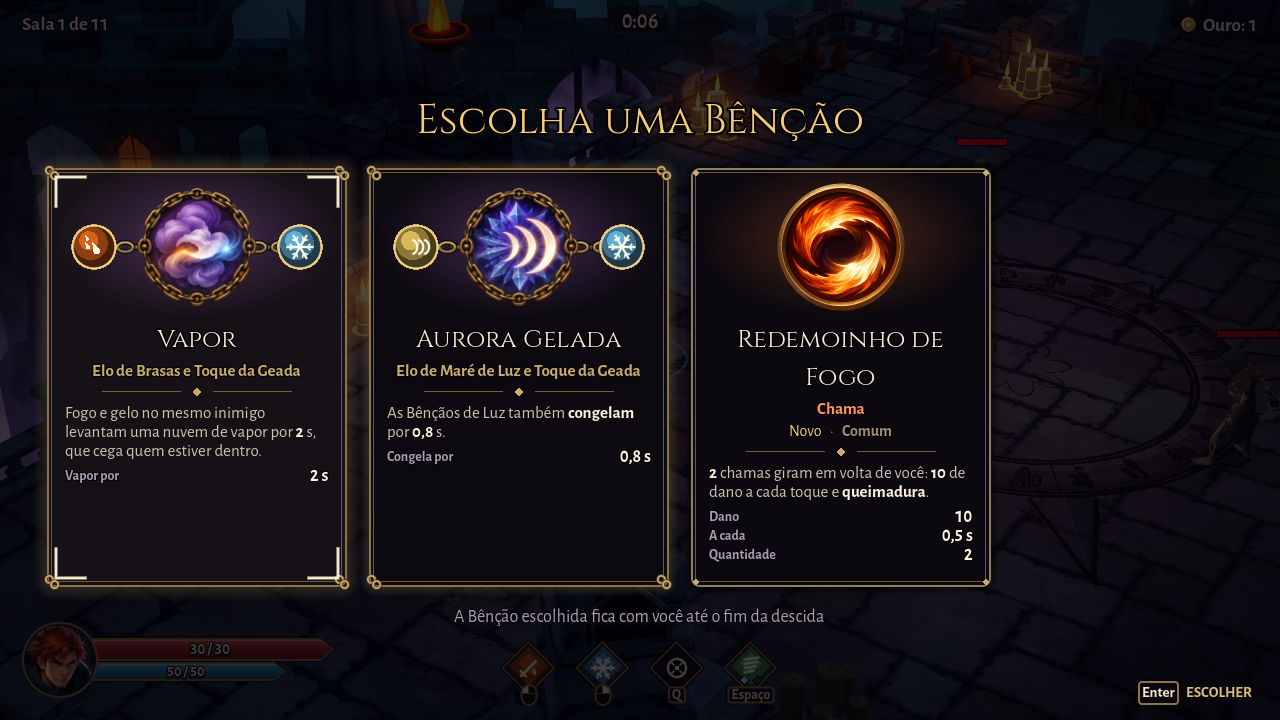 Sala 1 de 11
0:06
Ouro: 1
Escolha uma Bênção
Vapor
Elo de Brasas e Toque da Geada
Fogo e gelo no mesmo inimigo
levantam uma nuvem de vapor por 2 s,
que cega quem estiver dentro.
Vapor por 2 s
Aurora Gelada
Elo de Maré de Luz e Toque da Geada
As Bênçãos de Luz também congelam
por 0,8 s.
Congela por 0,8 s
Redemoinho de
Fogo
Chama
Novo · Comum
2 chamas giram em volta de você: 10 de
dano a cada toque e queimadura.
Dano 10
A cada 0,5 s
Quantidade 2
A Bênção escolhida fica com você até o fim da descida
30 / 30
50 / 50
Q
Espaço
Enter ESCOLHER